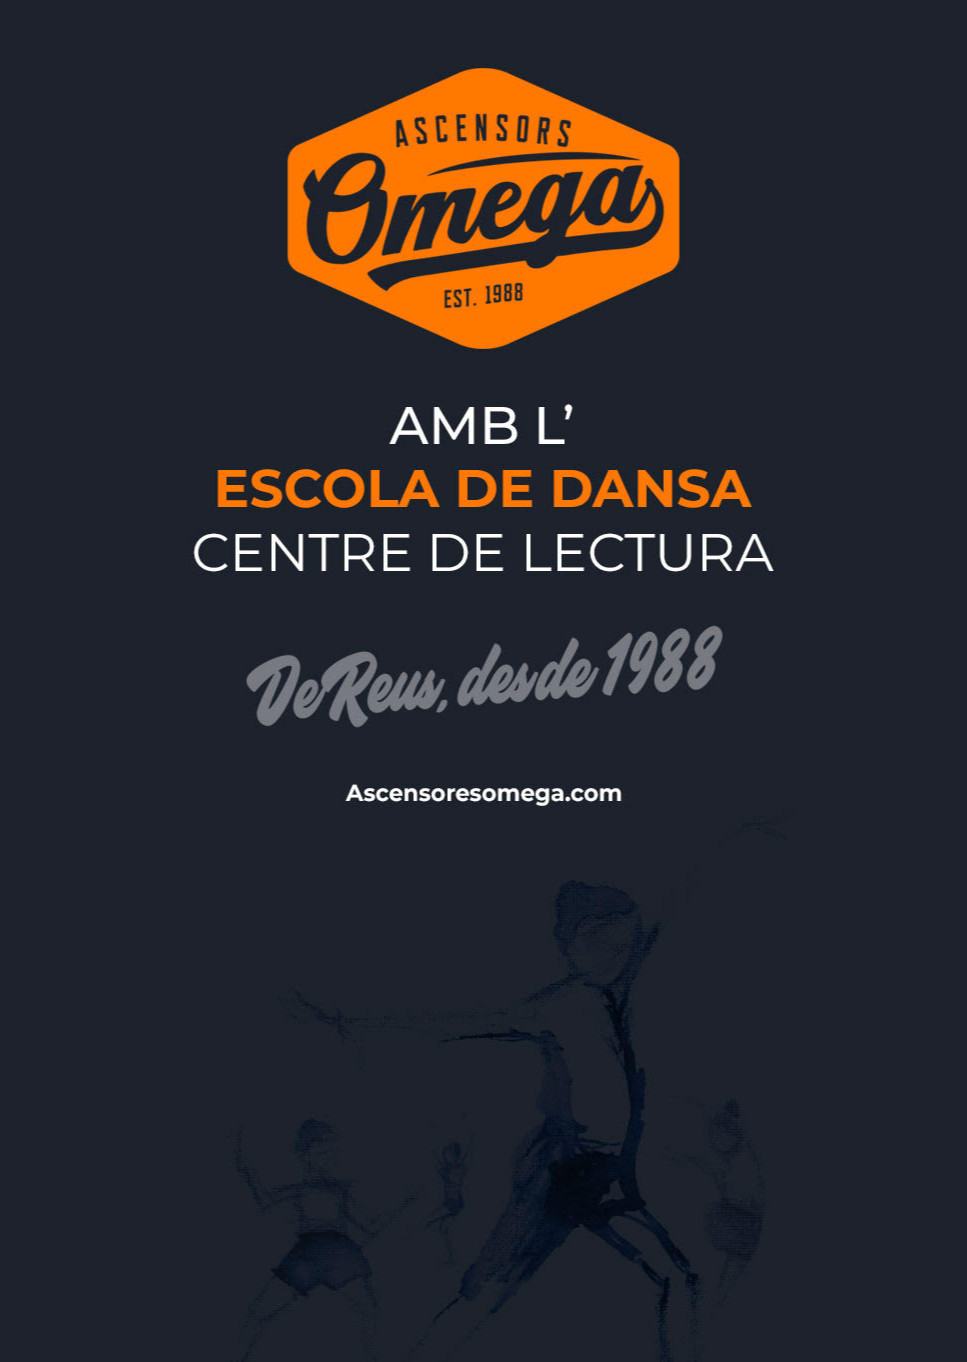 ASCENSORS
Omega
EST. 1988
AMB L’
ESCOLA DE DANSA
CENTRE DE LECTURA
De Reus, desde 1988
Ascensoresomega.com